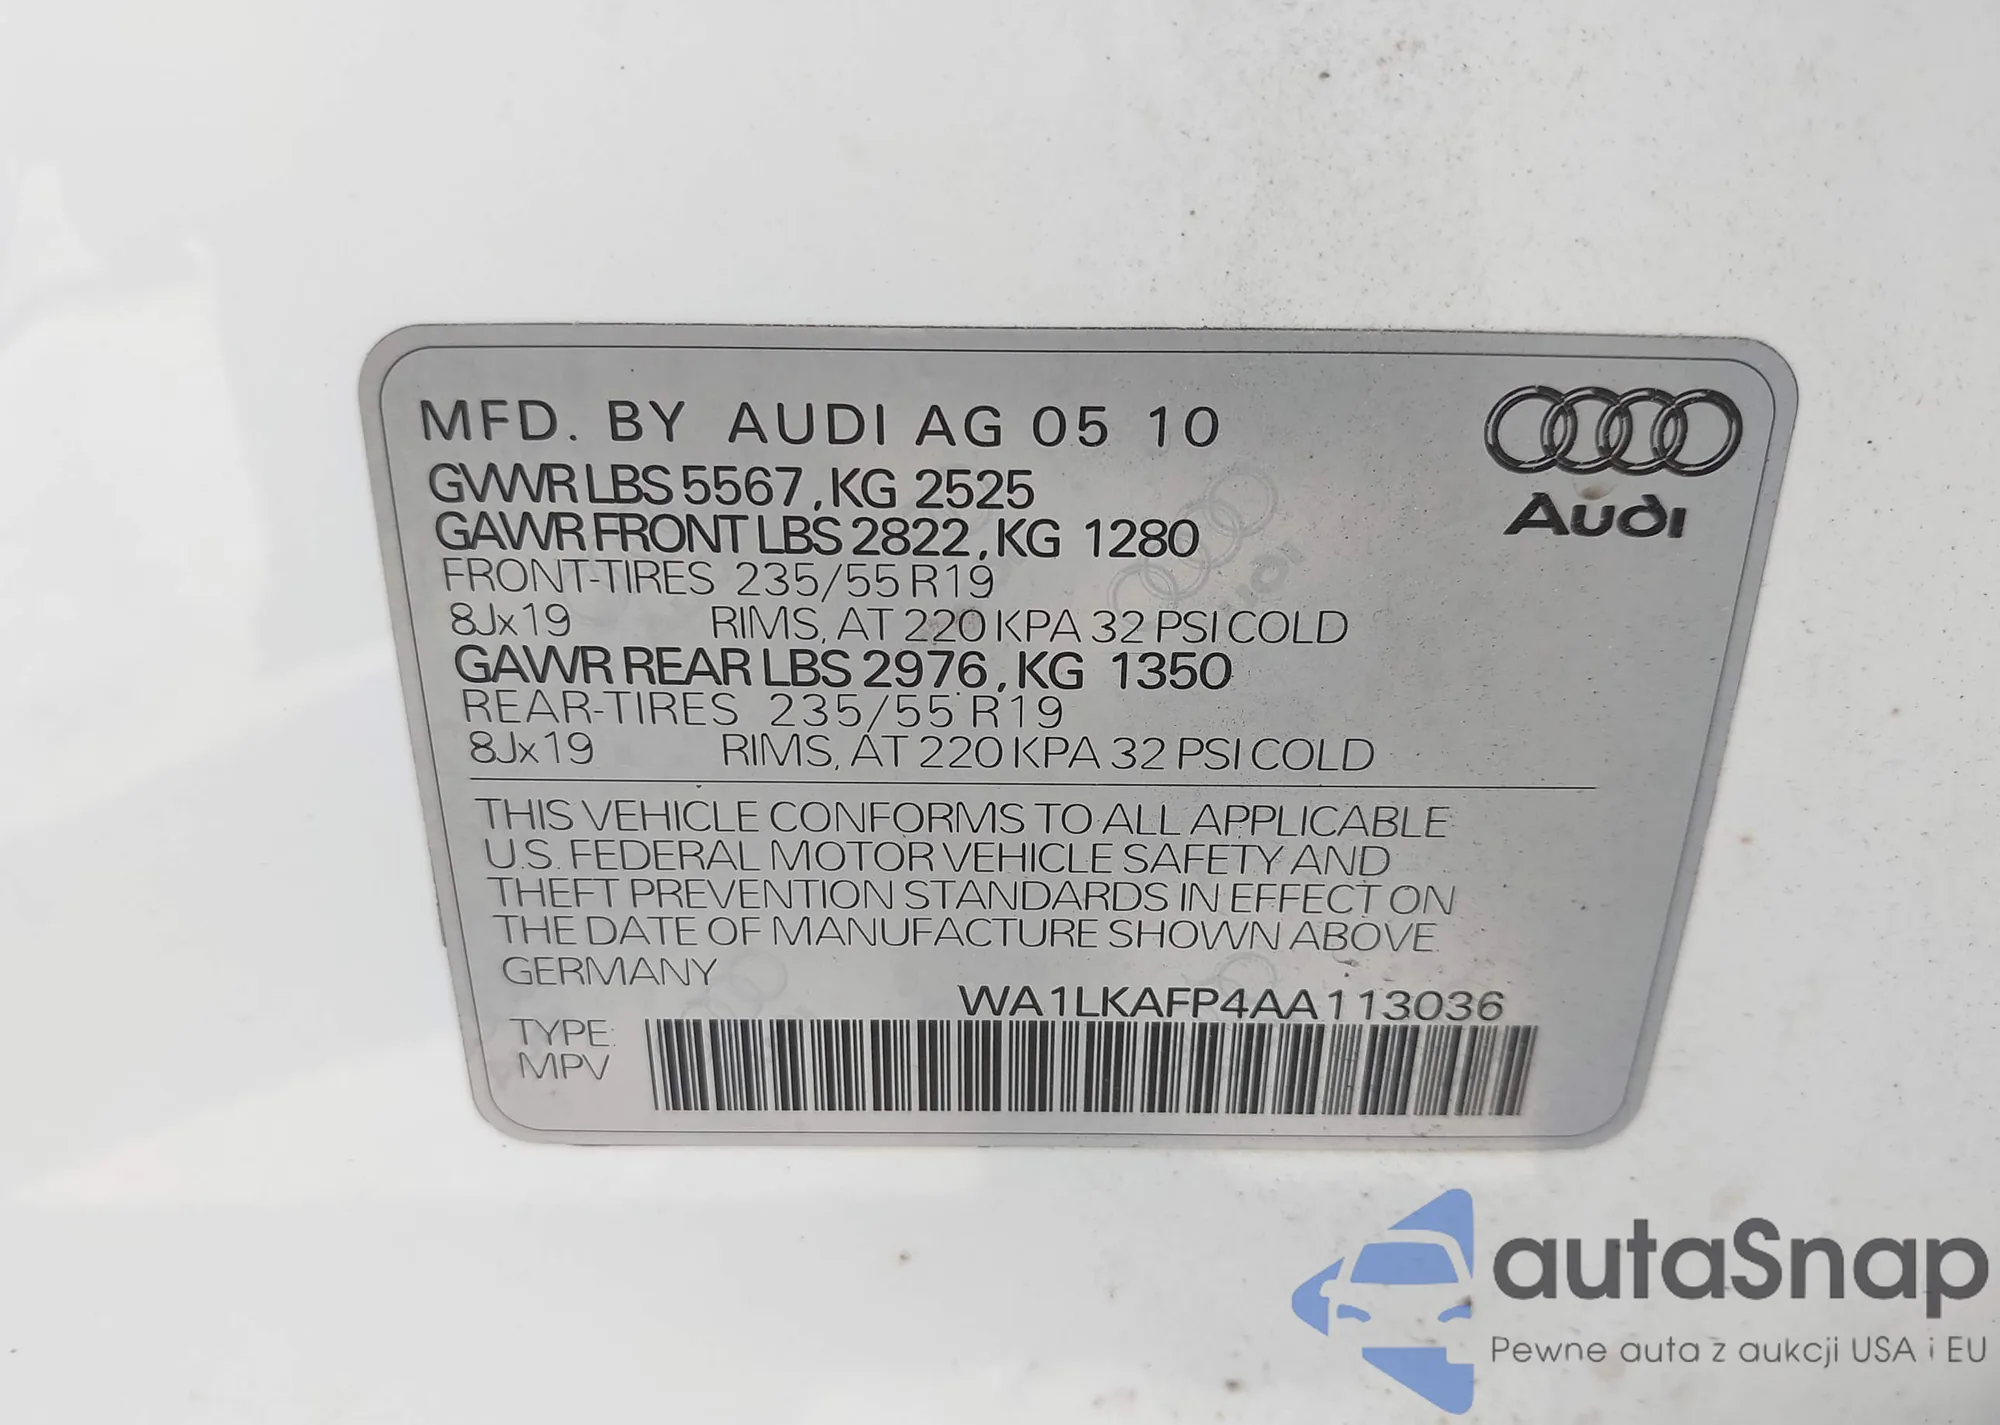 MFD. BY AUDI AG 05 10
GVWR LBS 5567, KG 2525
GAWR FRONT LBS 2822, KG 1280
FRONT-TIRES 235/55 R19
8Jx19 RIMS, AT 220 KPA 32 PSI COLD
GAWR REAR LBS 2976, KG 1350
REAR-TIRES 235/55 R19
8Jx19 RIMS, AT 220 KPA 32 PSI COLD
Audi
THIS VEHICLE CONFORMS TO ALL APPLICABLE
U.S. FEDERAL MOTOR VEHICLE SAFETY AND
THEFT PREVENTION STANDARDS IN EFFECT ON
THE DATE OF MANUFACTURE SHOWN ABOVE.
GERMANY
WA1LKAFP4AA113036
TYPE:
MPV
autaSnap
Pewne auta z aukcji USA i EU